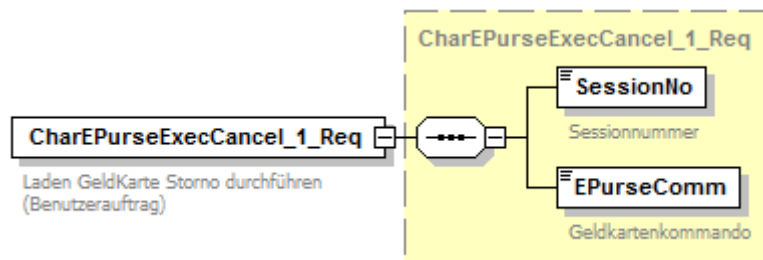 CharEPurseExecCancel_1_Req
SessionNo
Sessionnummer
CharEPurseExecCancel_1_Req
Laden GeldKarte Storno durchführen
(Benutzerauftrag)
EPurseComm
Geldkartenkommando